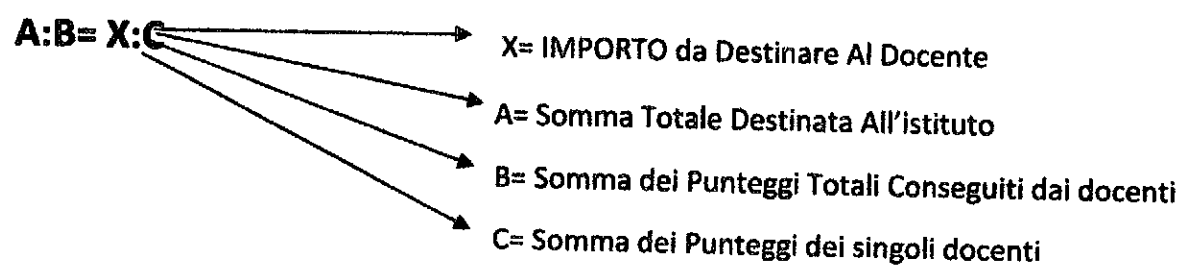 A:B= X:C
X= IMPORTO da Destinare Al Docente
A= Somma Totale Destinata All'istituto
B= Somma dei Punteggi Totali Conseguiti dai docenti
C= Somma dei Punteggi dei singoli docenti